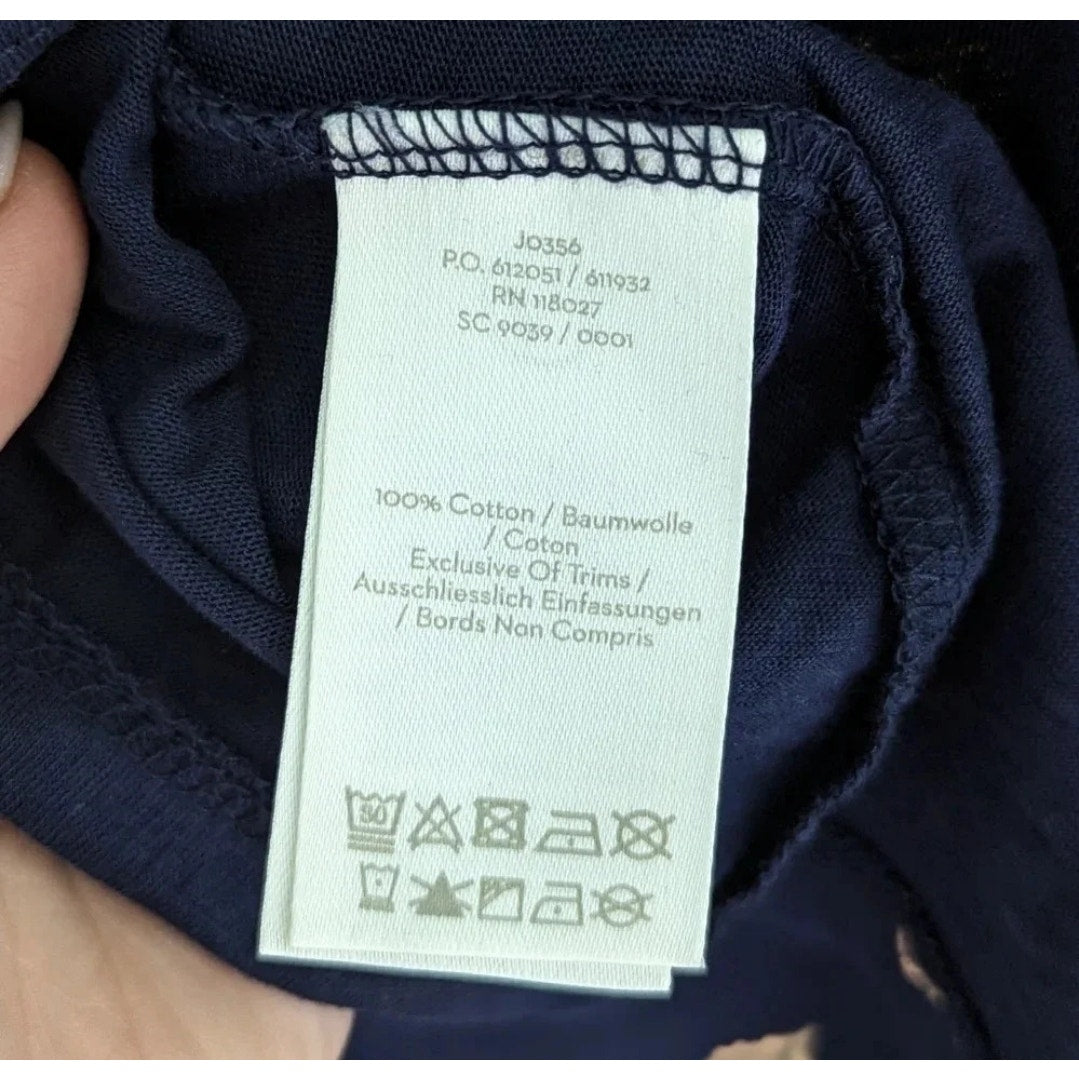 J0356
P.O. 612051 / 611932
RN 118027
SC 9039 / 0001
100% Cotton / Baumwolle
/ Coton
Exclusive Of Trims /
Ausschliesslich Einfassungen
/ Bords Non Compris
30